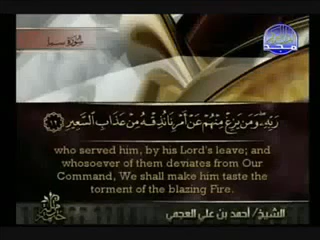 سورة سبأ
المجد
رَبِّهِۦ ۖ وَمَن يَزِغْ مِنْهُمْ عَنْ أَمْرِنَا نُذِقْهُ مِنْ عَذَابِ ٱلسَّعِيرِ ١٢
who served him, by his Lord's leave; and
whosoever of them deviates from Our
Command, We shall make him taste the
torment of the blazing Fire.
الشيخ/ أحمد بن علي العجمي